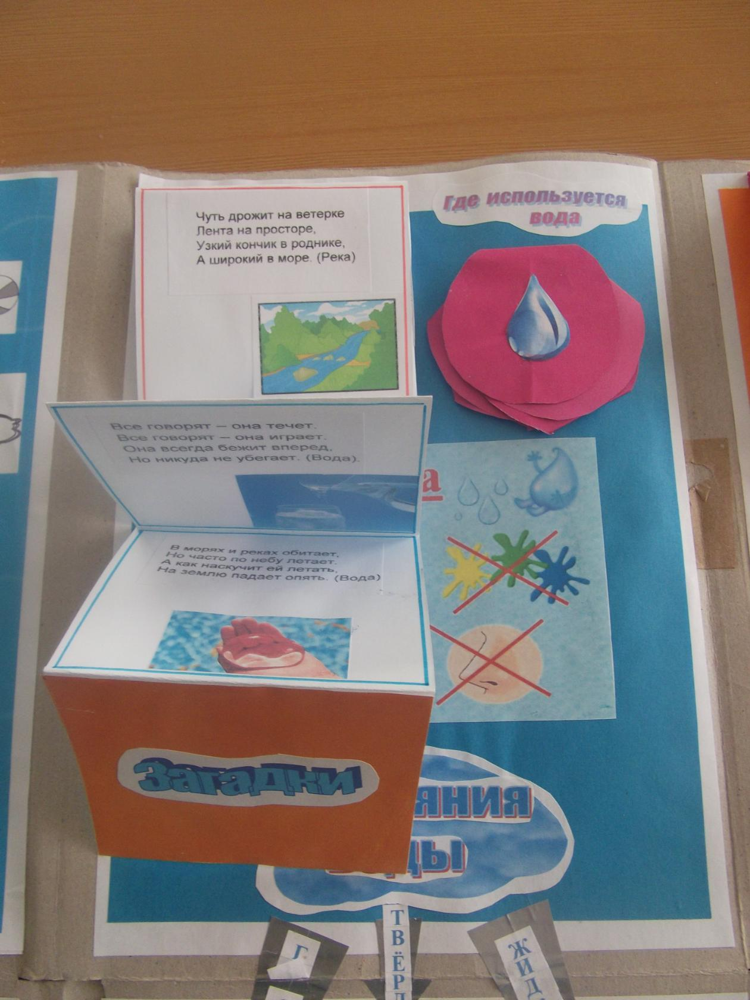 Где используется
вода
Чуть дрожит на ветерке
Лента на просторе,
Узкий кончик в роднике,
А широкий в море. (Река)
Все говорят – она течет.
Все говорят – она играет.
Она всегда бежит вперед,
Но никуда не убегает. (Вода).
а
В морях и реках обитает,
Но часто по небу летает.
А как наскучит ей летать,
На землю падает опять. (Вода)
Загадки
яния
ды
Г
ТВЁРД
ЖИД